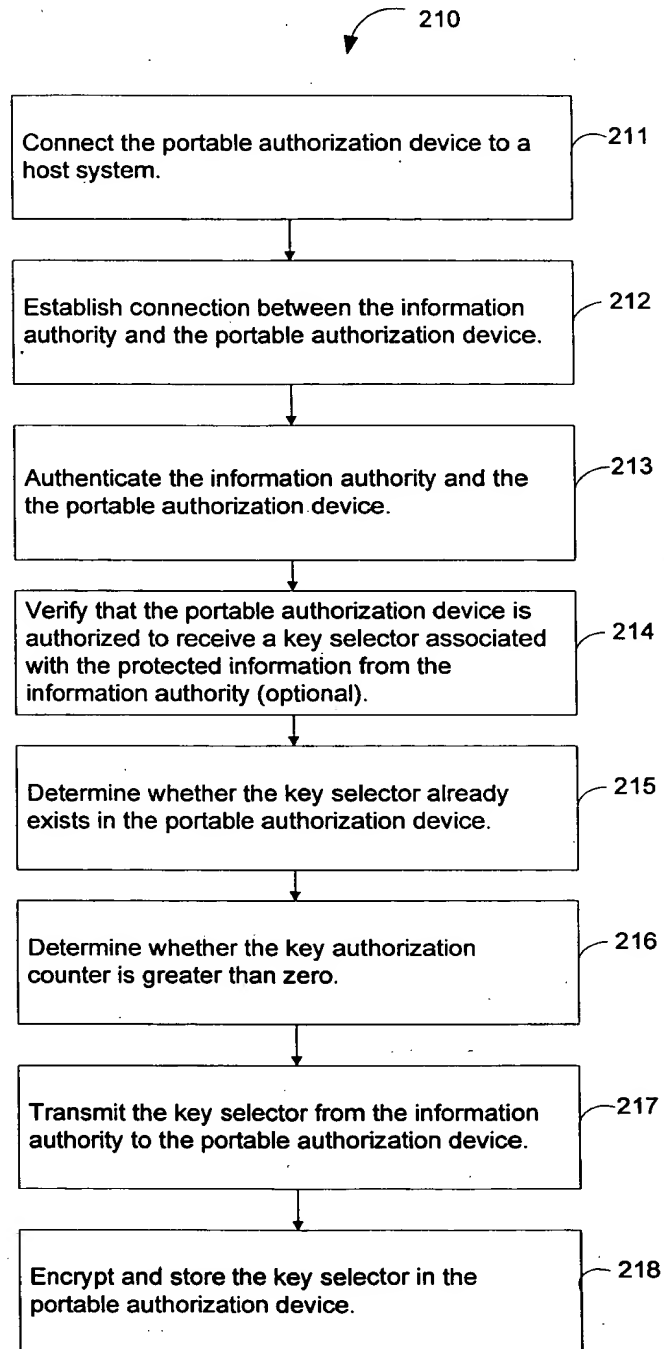 210
Connect the portable authorization device to a
host system.
211
Establish connection between the information
authority and the portable authorization device.
212
Authenticate the information authority and the
the portable authorization device.
213
Verify that the portable authorization device is
authorized to receive a key selector associated
with the protected information from the
information authority (optional).
214
Determine whether the key selector already
exists in the portable authorization device.
215
Determine whether the key authorization
counter is greater than zero.
216
Transmit the key selector from the information
authority to the portable authorization device.
217
Encrypt and store the key selector in the
portable authorization device.
218